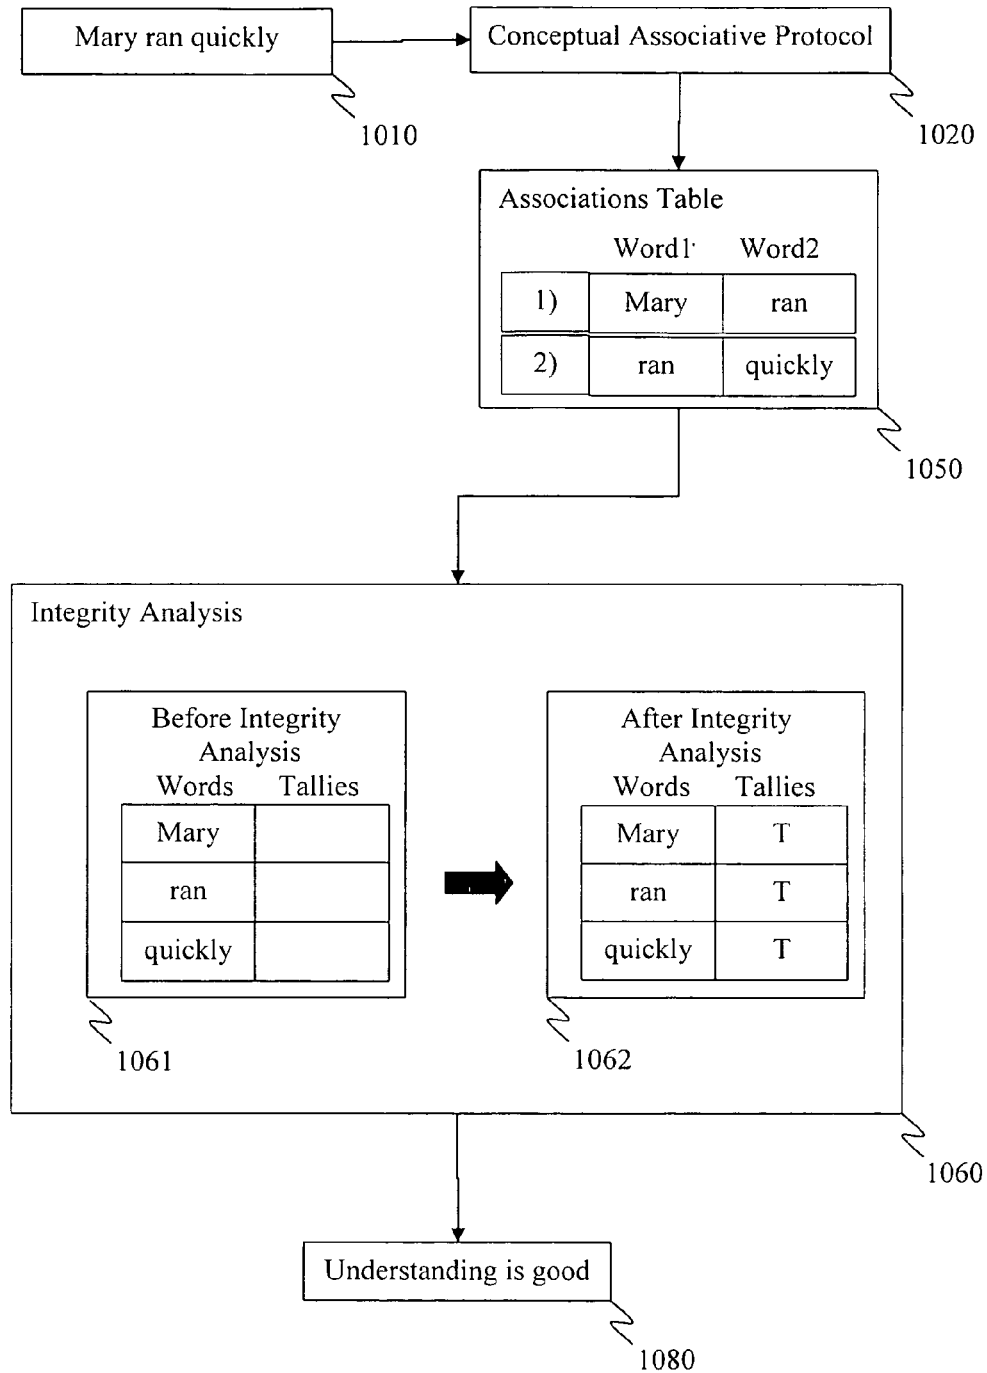 Mary ran quickly
Conceptual Associative Protocol
1010
1020
Associations Table
Word1 Word2
1) Mary ran
2) ran quickly
1050
Integrity Analysis
Before Integrity
Analysis
Words Tallies
Mary
ran
quickly
1061
After Integrity
Analysis
Words Tallies
Mary T
ran T
quickly T
1062
1060
Understanding is good
1080